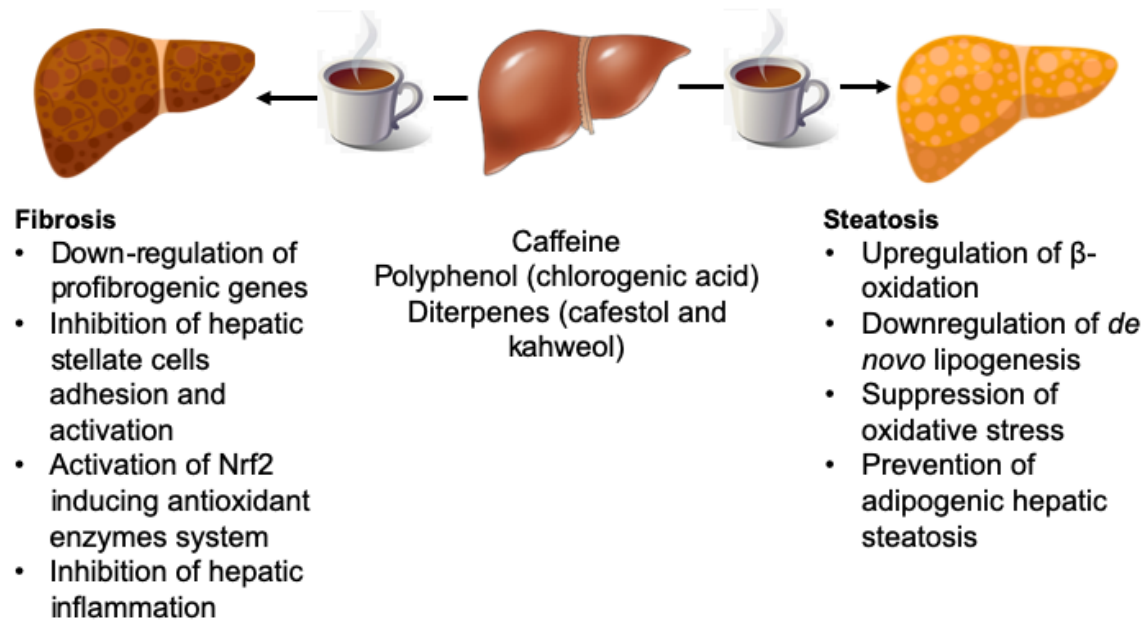 Fibrosis
• Down-regulation of
profibrogenic genes
• Inhibition of hepatic
stellate cells
adhesion and
activation
• Activation of Nrf2
inducing antioxidant
enzymes system
• Inhibition of hepatic
inflammation
Caffeine
Polyphenol (chlorogenic acid)
Diterpenes (cafestol and
kahweol)
Steatosis
• Upregulation of β-
oxidation
• Downregulation of de
novo lipogenesis
• Suppression of
oxidative stress
• Prevention of
adipogenic hepatic
steatosis